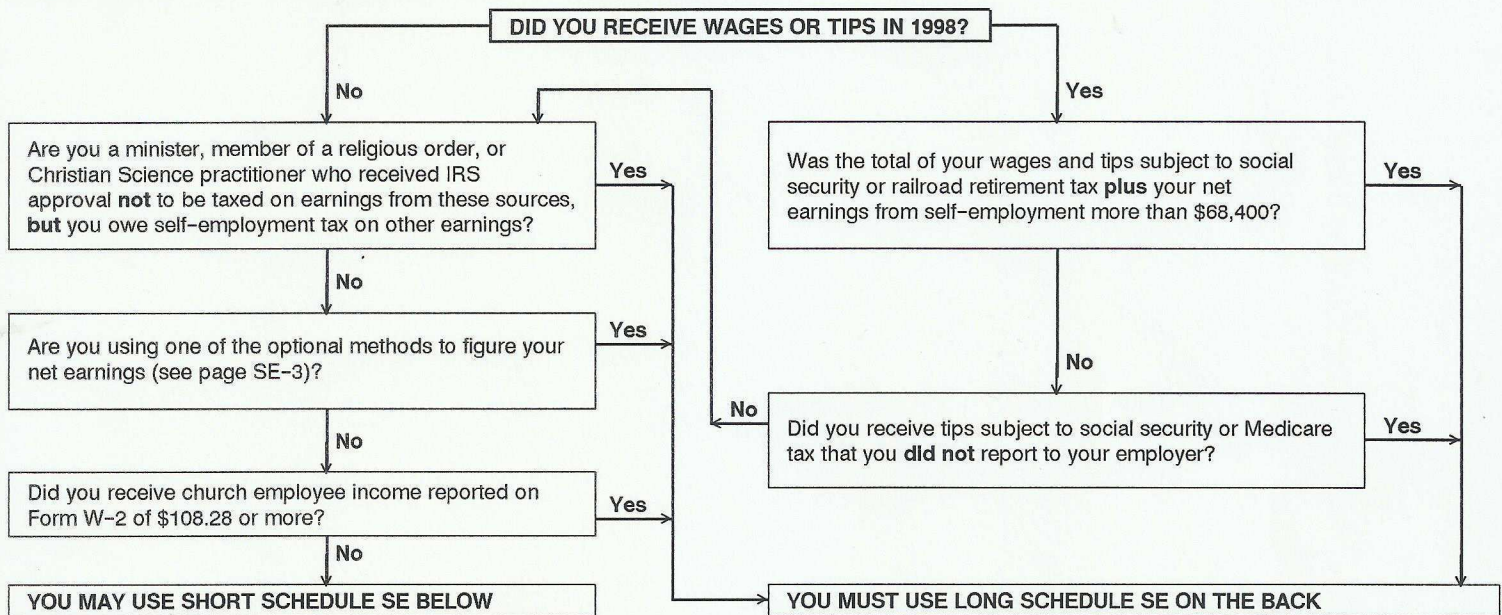 DID YOU RECEIVE WAGES OR TIPS IN 1998?
No
Yes
Are you a minister, member of a religious order, or
Christian Science practitioner who received IRS
approval not to be taxed on earnings from these sources,
but you owe self-employment tax on other earnings?
Yes
No
Are you using one of the optional methods to figure your
net earnings (see page SE-3)?
Yes
No
Did you receive church employee income reported on
Form W-2 of $108.28 or more?
Yes
No
YOU MAY USE SHORT SCHEDULE SE BELOW
Was the total of your wages and tips subject to social
security or railroad retirement tax plus your net
earnings from self-employment more than $68,400?
Yes
No
Did you receive tips subject to social security or Medicare
tax that you did not report to your employer?
No
Yes
YOU MUST USE LONG SCHEDULE SE ON THE BACK